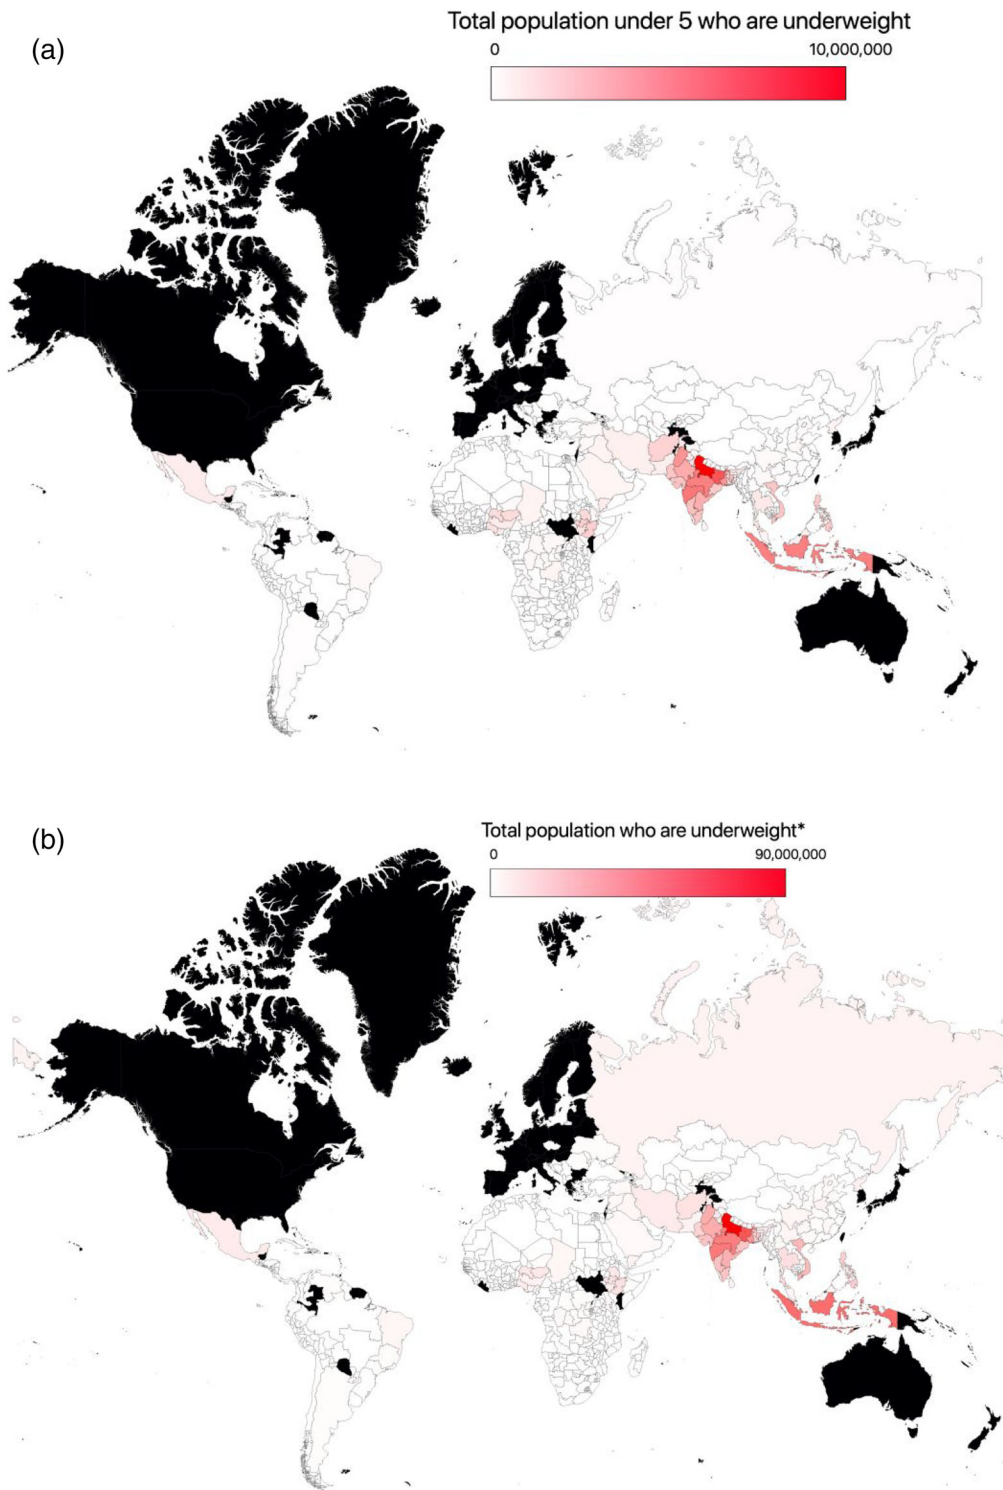 Total population under 5 who are underweight
(a)
0 10,000,000
Total population who are underweight*
(b)
0 90,000,000